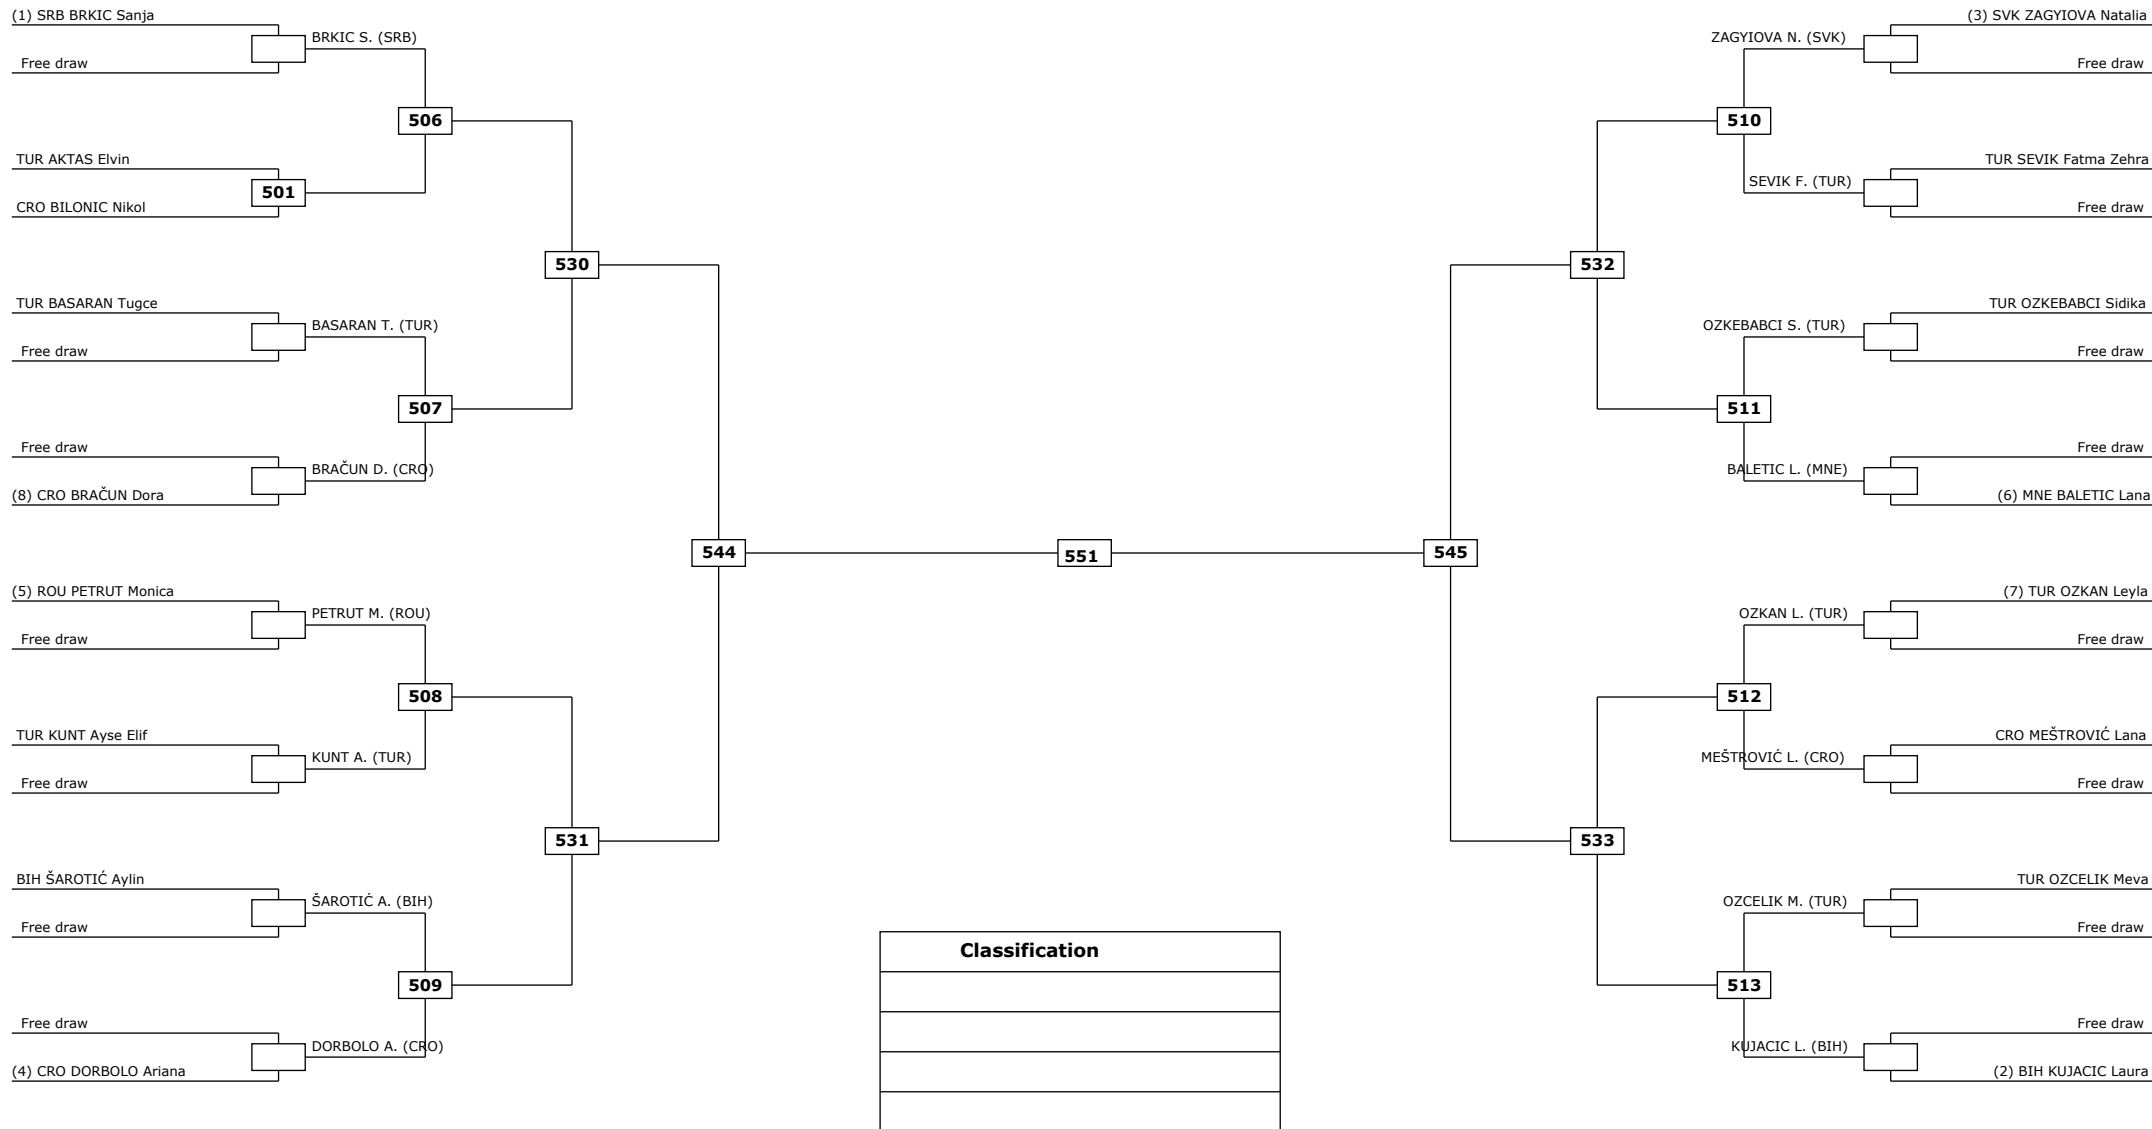 (1) SRB BRKIC Sanja
BRKIC S. (SRB)
Free draw
506
TUR AKTAS Elvin
501
CRO BILONIC Nikol
530
TUR BASARAN Tugce
BASARAN T. (TUR)
Free draw
507
Free draw
BRAČUN D. (CRO)
(8) CRO BRAČUN Dora
544
(5) ROU PETRUT Monica
PETRUT M. (ROU)
Free draw
508
TUR KUNT Ayse Elif
KUNT A. (TUR)
Free draw
531
BIH ŠAROTIĆ Aylin
ŠAROTIĆ A. (BIH)
Free draw
509
Free draw
DORBOLO A. (CRO)
(4) CRO DORBOLO Ariana
551
Classification
(3) SVK ZAGYIOVA Natalia
ZAGYIOVA N. (SVK)
Free draw
510
TUR SEVIK Fatma Zehra
SEVIK F. (TUR)
Free draw
532
TUR OZKEBABCI Sidika
OZKEBABCI S. (TUR)
Free draw
511
Free draw
BALETIC L. (MNE)
(6) MNE BALETIC Lana
545
(7) TUR OZKAN Leyla
OZKAN L. (TUR)
Free draw
512
CRO MEŠTROVIĆ Lana
MEŠTROVIĆ L. (CRO)
Free draw
533
TUR OZCELIK Meva
OZCELIK M. (TUR)
Free draw
513
Free draw
KUJACIC L. (BIH)
(2) BIH KUJACIC Laura